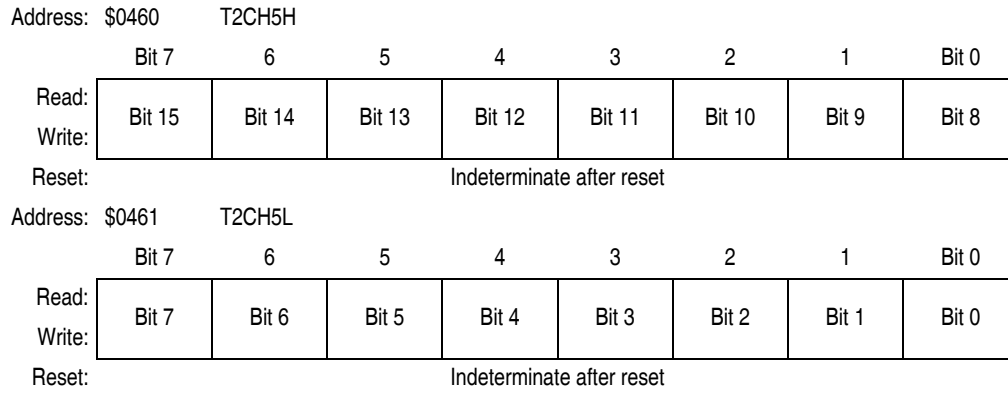 Address: $0460 T2CH5H
Bit 7 6 5 4 3 2 1 Bit 0
Read:
Bit 15 Bit 14 Bit 13 Bit 12 Bit 11 Bit 10 Bit 9 Bit 8
Write:
Reset: Indeterminate after reset
Address: $0461 T2CH5L
Bit 7 6 5 4 3 2 1 Bit 0
Read:
Bit 7 Bit 6 Bit 5 Bit 4 Bit 3 Bit 2 Bit 1 Bit 0
Write:
Reset: Indeterminate after reset